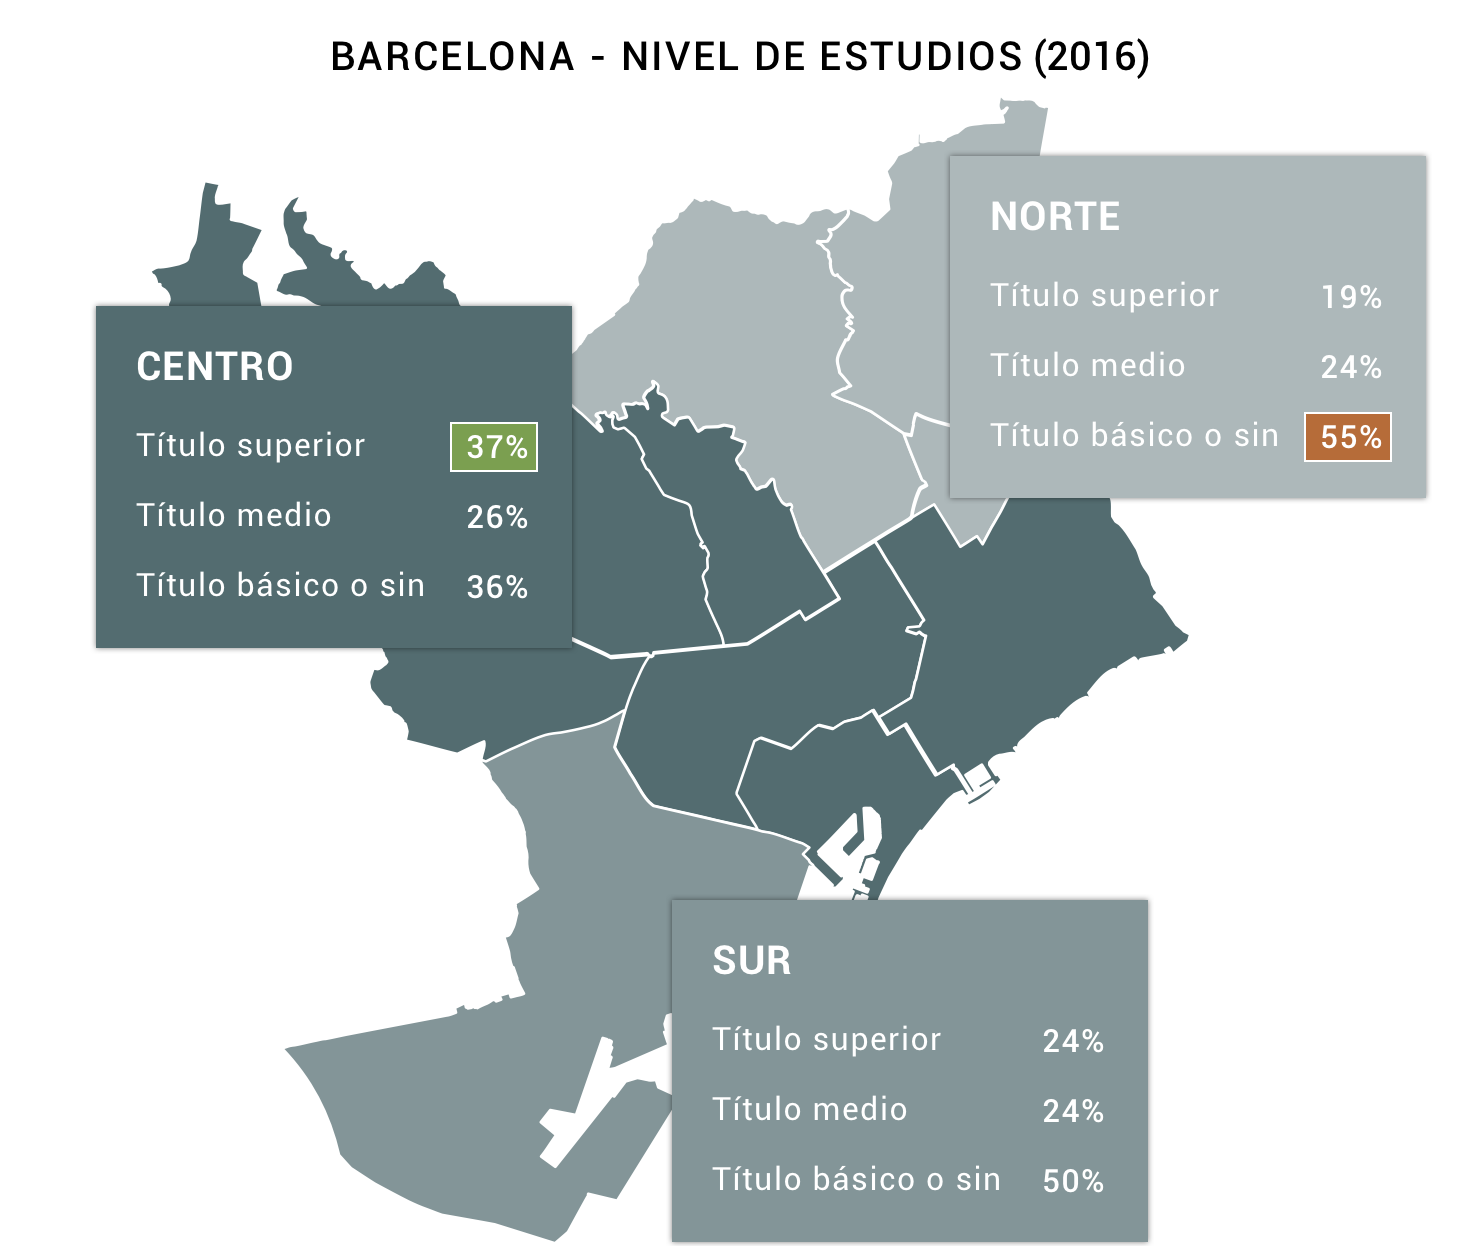 BARCELONA - NIVEL DE ESTUDIOS (2016)
NORTE
Título superior 19%
Título medio 24%
Título básico o sin 55%
CENTRO
Título superior 37%
Título medio 26%
Título básico o sin 36%
SUR
Título superior 24%
Título medio 24%
Título básico o sin 50%